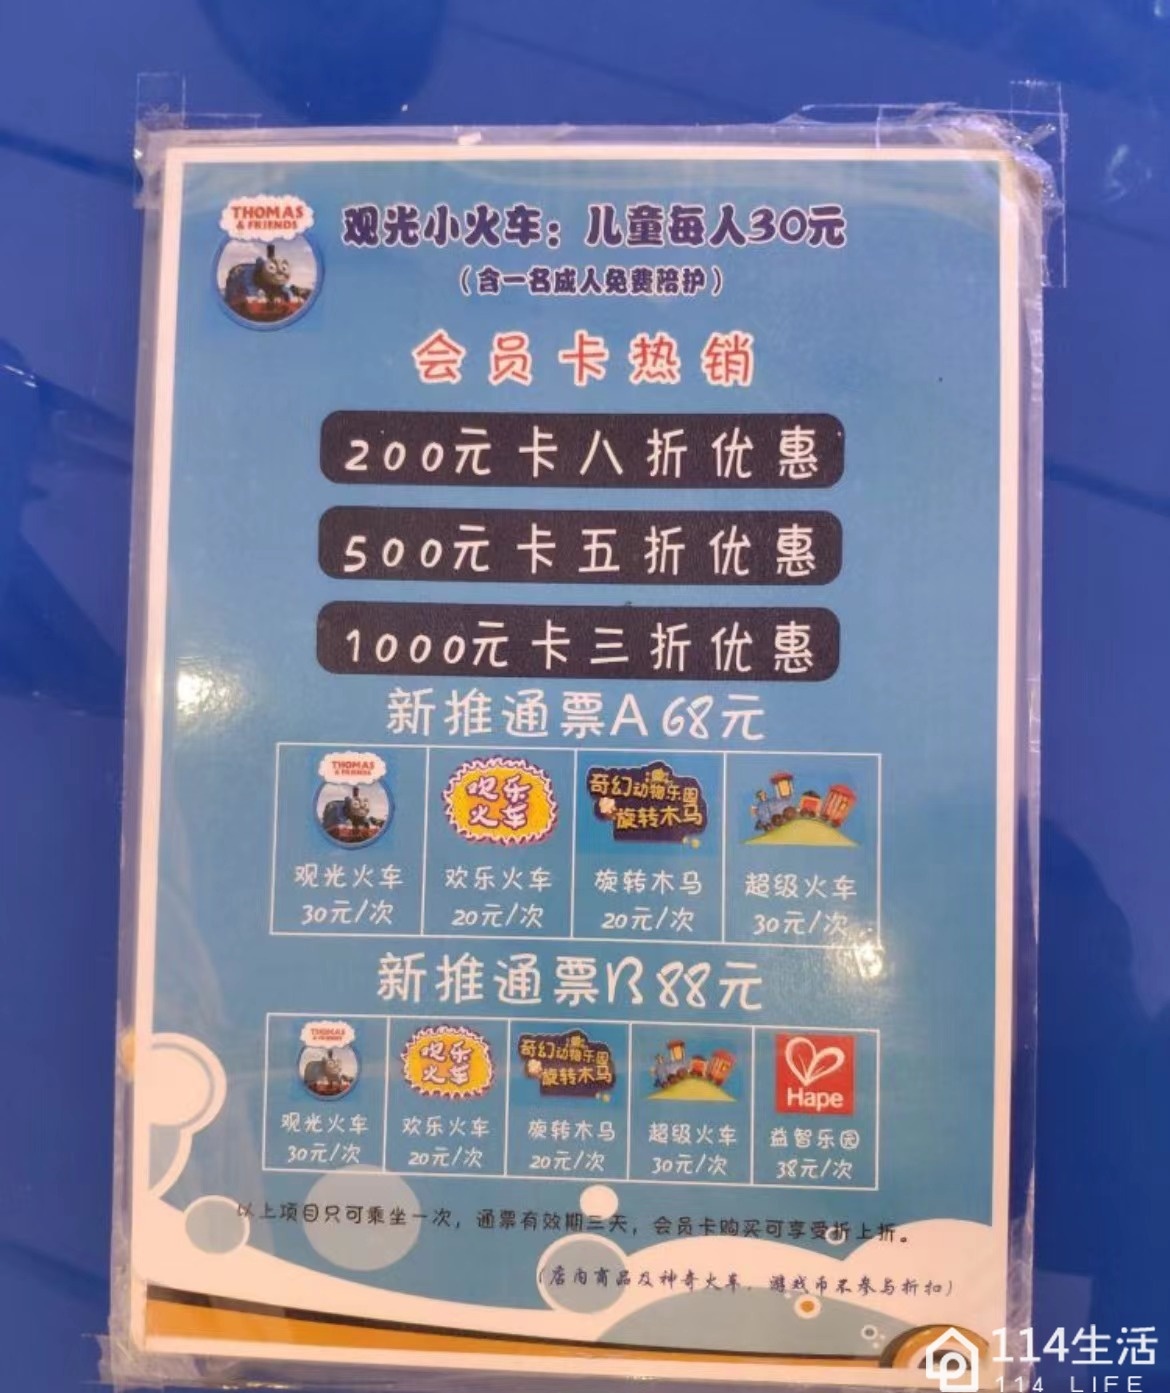 THOMAS
& FRIENDS
观光小火车：儿童每人30元
（含一名成人免费陪护）
会员卡热销
200元卡八折优惠
500元卡五折优惠
1000元卡三折优惠
新推通票A 68元
THOMAS
& FRIENDS
欢乐
火车
奇幻动物乐园
旋转木马
观光火车
欢乐火车
旋转木马
超级火车
30元/次
20元/次
20元/次
30元/次
新推通票B 88元
THOMAS
& FRIENDS
欢乐
火车
奇幻动物乐园
旋转木马
Hape
观光火车
欢乐火车
旋转木马
超级火车
益智乐园
30元/次
20元/次
20元/次
30元/次
38元/次
以上项目只可乘坐一次，通票有效期三天，会员卡购买可享受折上折。
（店内商品及神奇火车，游戏币不参与折扣）
114生活
114 LIFE